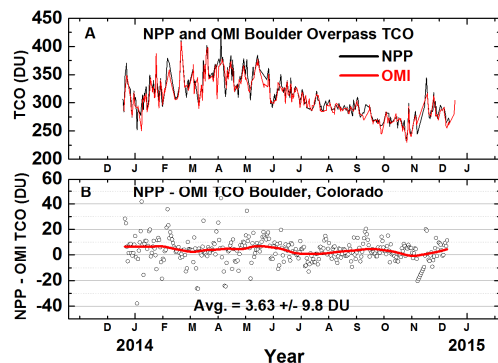 A NPP and OMI Boulder Overpass TCO
NPP
OMI
TCO (DU)
450
400
350
300
250
200
B NPP - OMI TCO Boulder, Colorado
NPP - OMI TCO (DU)
60
40
20
0
-20
-40
Avg. = 3.63 +/- 9.8 DU
D J F M A M J J A S O N D
2014 2015
Year